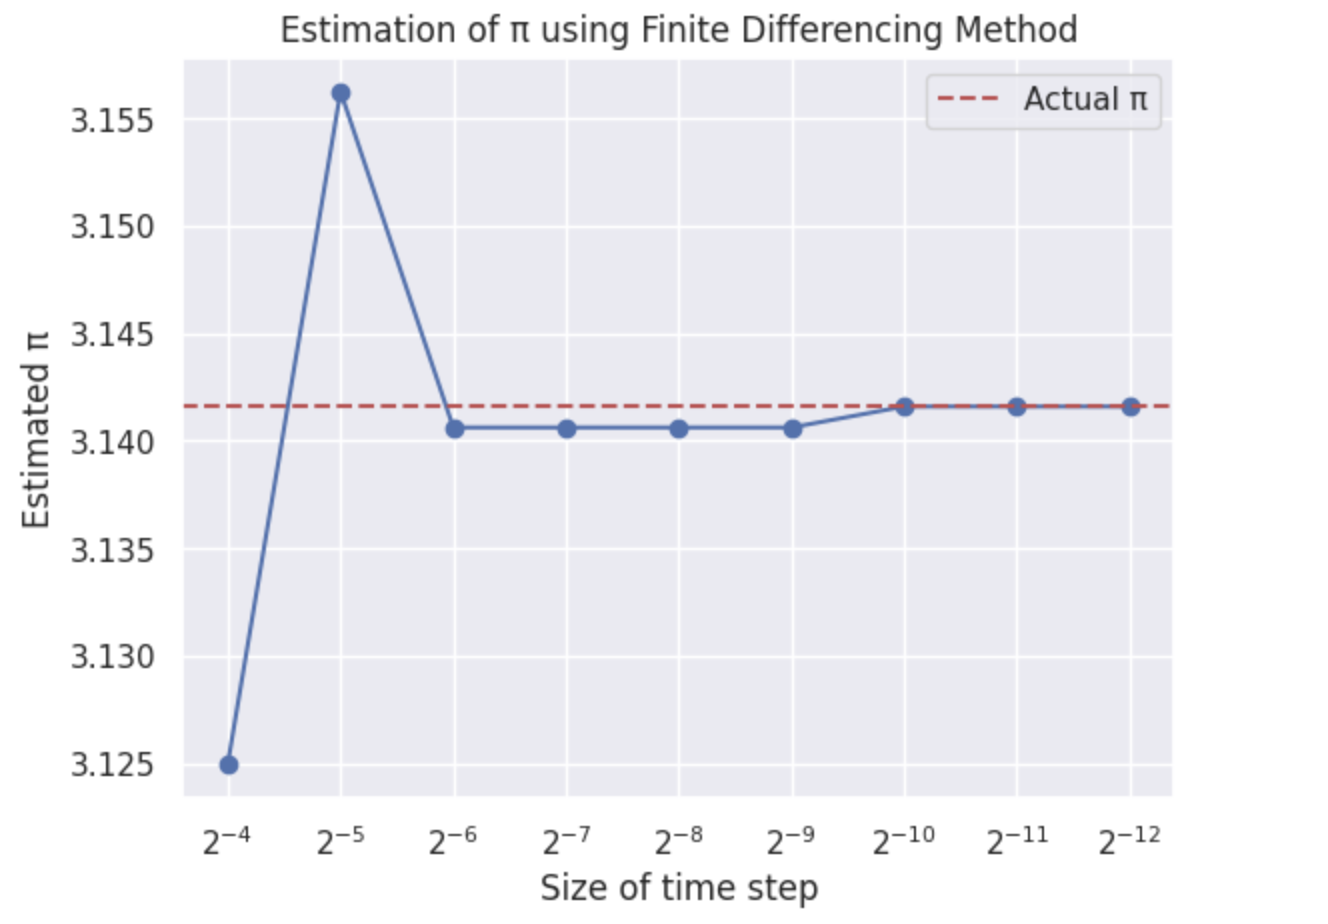 Estimation of π using Finite Differencing Method
Actual π
3.155
3.150
3.145
3.140
3.135
3.130
3.125
Estimated π
2⁻⁴ 2⁻⁵ 2⁻⁶ 2⁻⁷ 2⁻⁸ 2⁻⁹ 2⁻¹⁰ 2⁻¹¹ 2⁻¹²
Size of time step